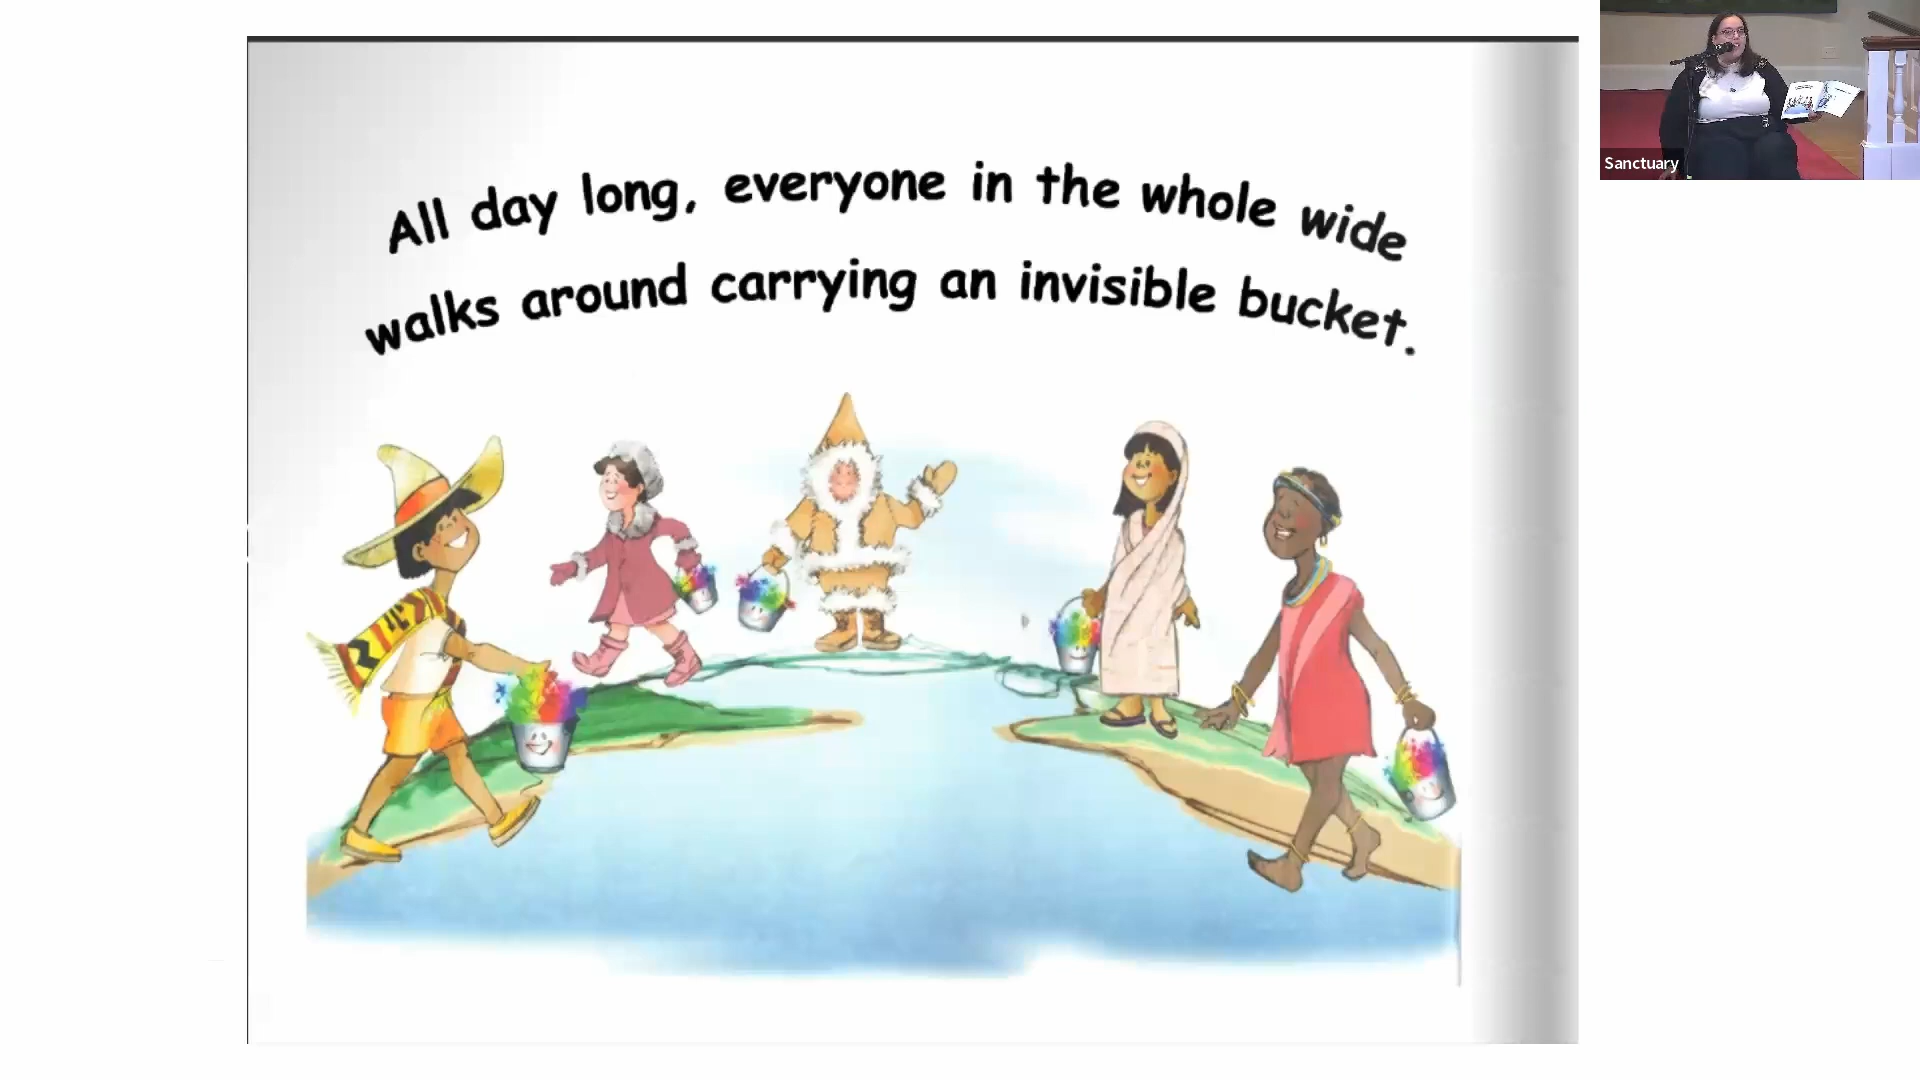 All day long, everyone in the whole wide
walks around carrying an invisible bucket.
Sanctuary